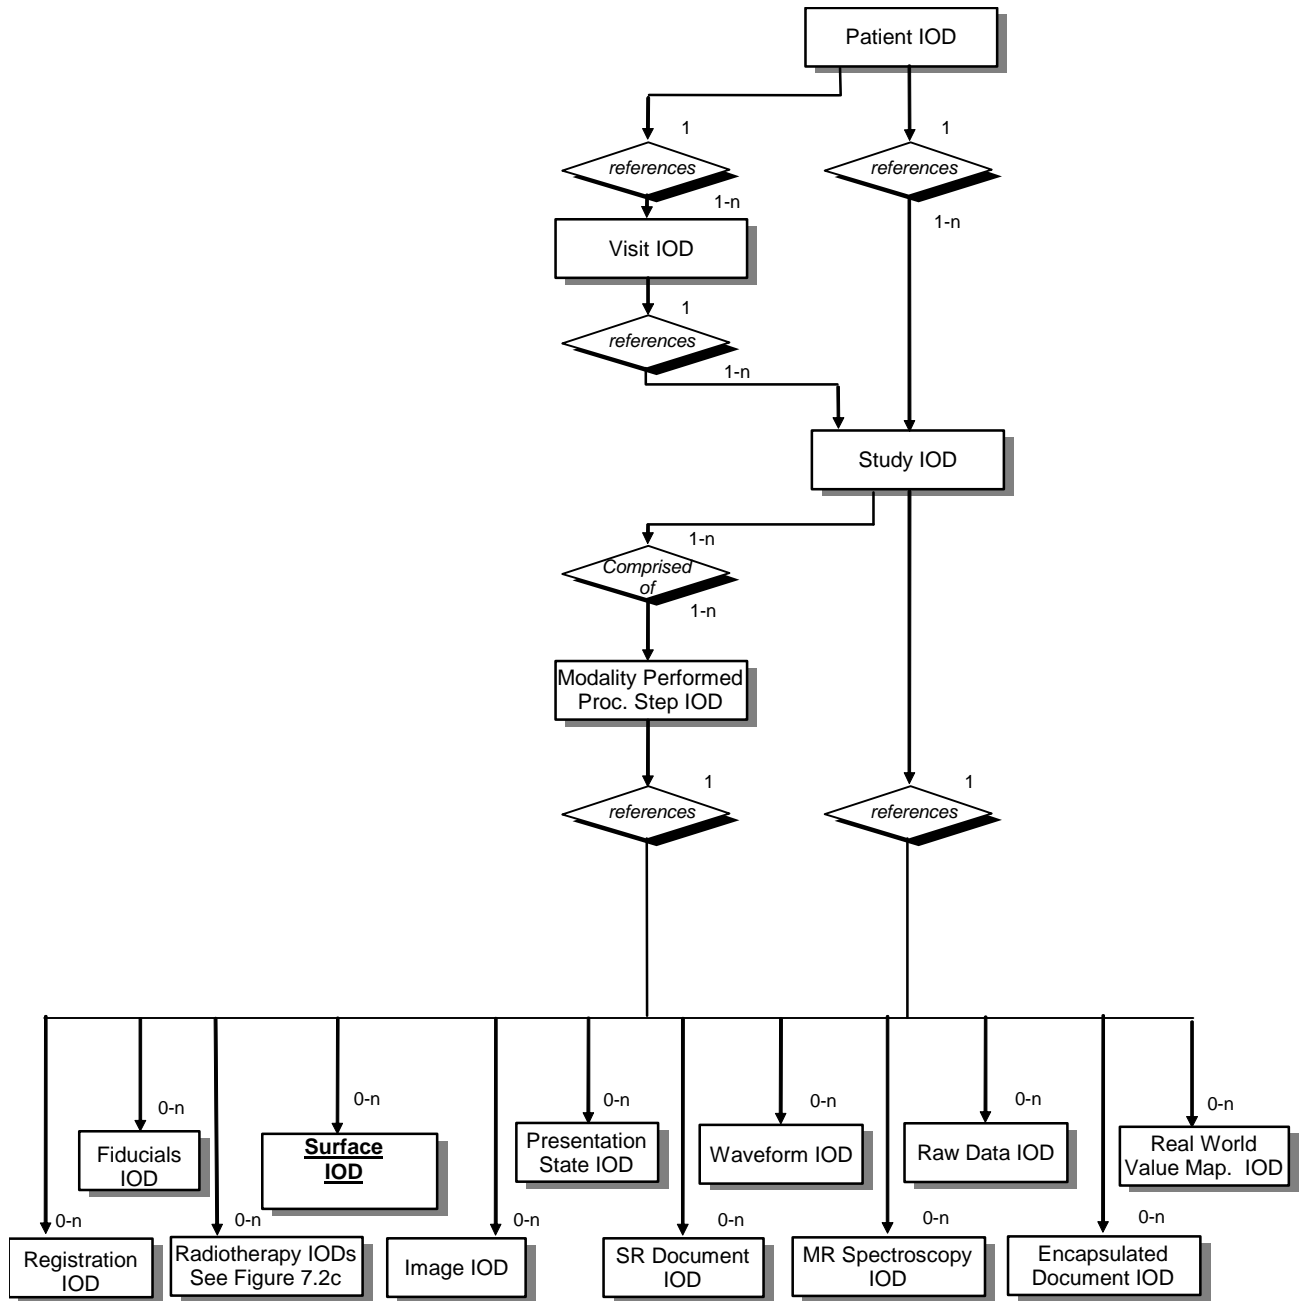 Patient IOD
1
1
references
references
1-n
1-n
Visit IOD
1
references
1-n
Study IOD
1-n
Comprised
of
1-n
Modality Performed
Proc. Step IOD
1
1
references
references
0-n
0-n
0-n
0-n
0-n
0-n
Fiducials
IOD
Surface
IOD
Presentation
State IOD
Waveform IOD
Raw Data IOD
Real World
Value Map. IOD
0-n
0-n
0-n
0-n
0-n
0-n
Registration
IOD
Radiotherapy IODs
See Figure 7.2c
Image IOD
SR Document
IOD
MR Spectroscopy
IOD
Encapsulated
Document IOD